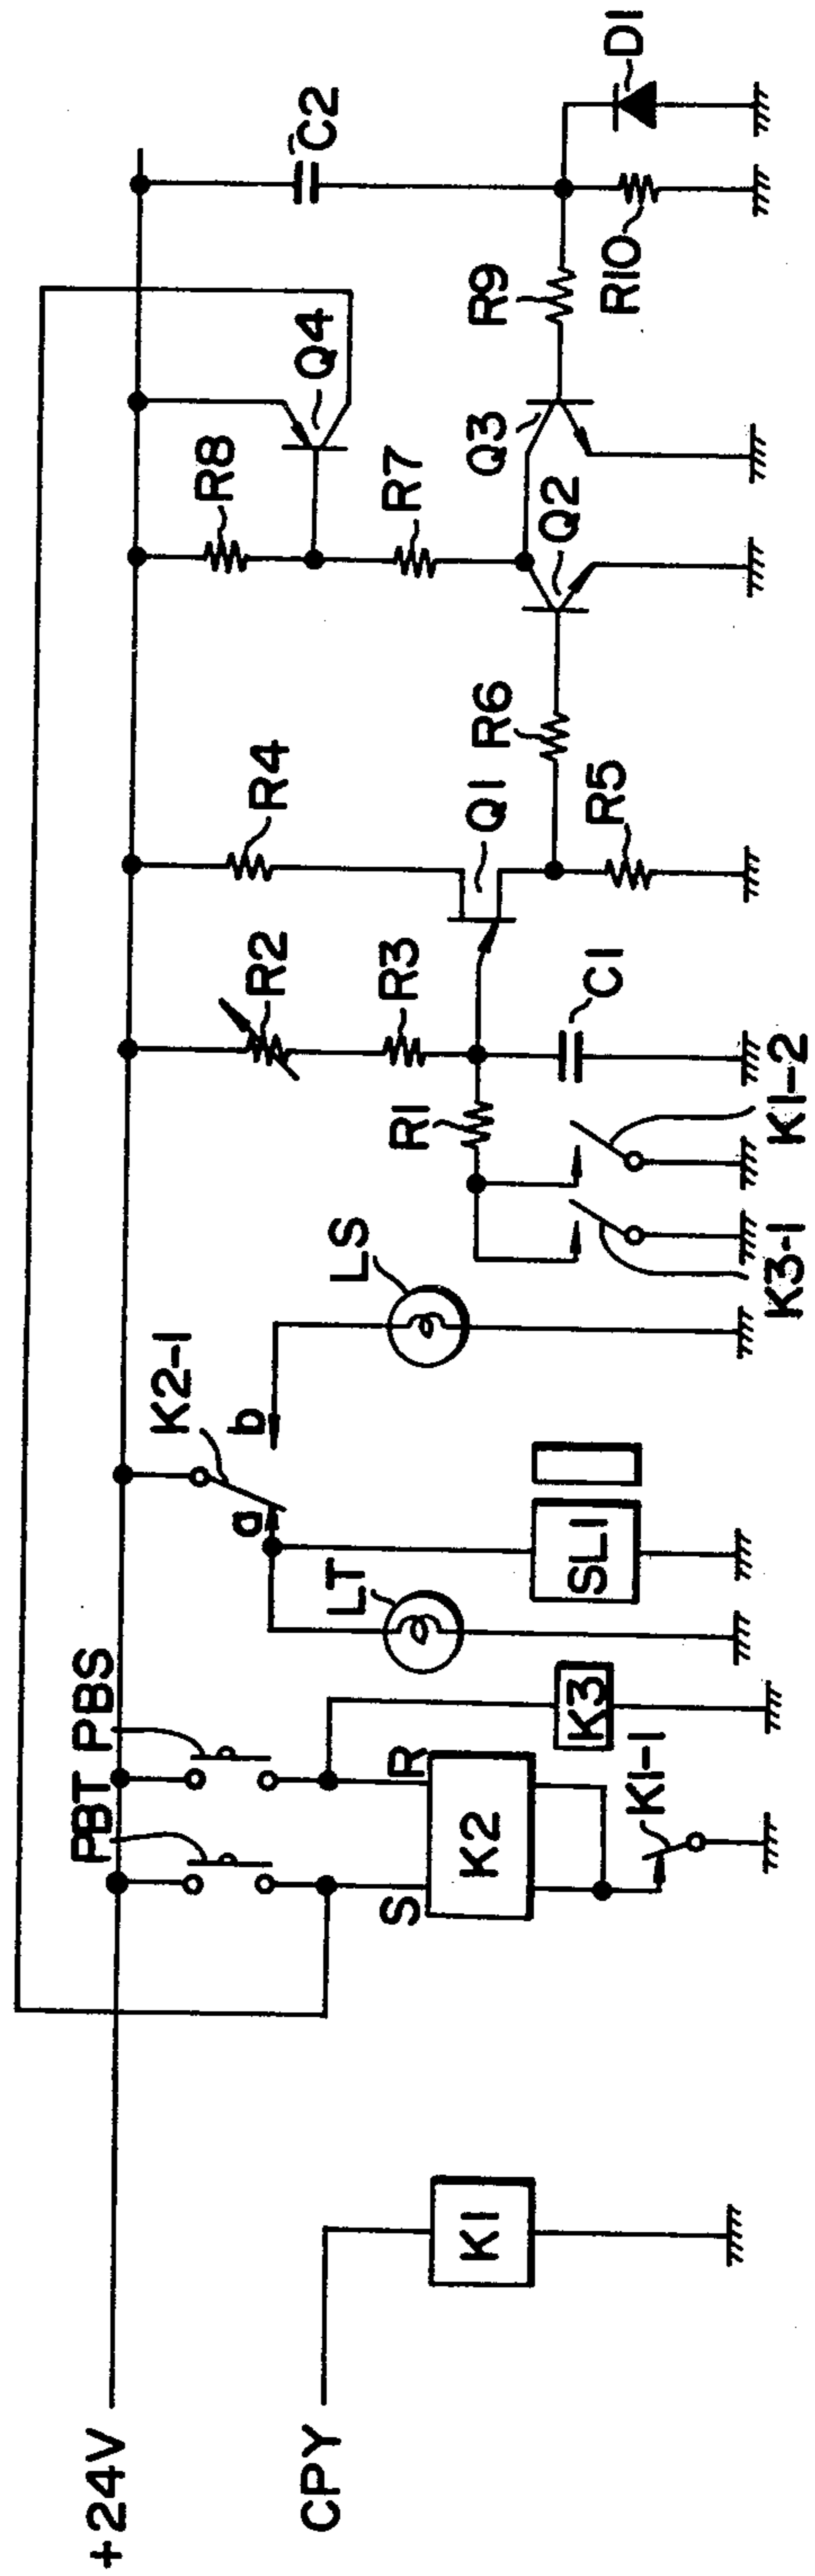 +24V
CPY
K1
PBT
PBS
S
R
K2
K3
K1-1
LT
SL1
a
b
K2-1
LS
K3-1
K1-2
R1
R2
R3
C1
R4
Q1
R5
R6
R8
R7
Q2
Q3
Q4
R9
R10
C2
D1